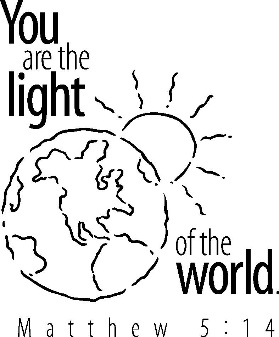 You
are the
light
of the
world.
Matthew 5:14